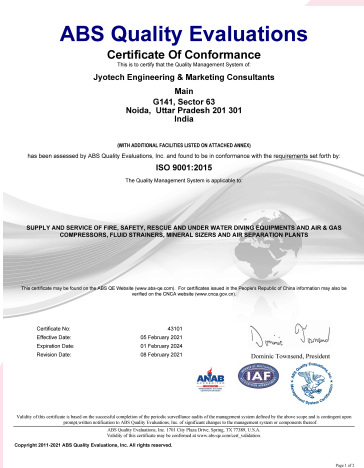 ABS Quality Evaluations
Certificate Of Conformance
This is to certify that the Quality Management System of:
Jyotech Engineering & Marketing Consultants
Main
G141, Sector 63
Noida, Uttar Pradesh 201 301
India
(WITH ADDITIONAL FACILITIES LISTED ON ATTACHED ANNEX)
has been assessed by ABS Quality Evaluations, Inc. and found to be in conformance with the requirements set forth by:
ISO 9001:2015
The Quality Management System is applicable to:
SUPPLY AND SERVICE OF FIRE, SAFETY, RESCUE AND UNDER WATER DIVING EQUIPMENTS AND AIR & GAS
COMPRESSORS, FLUID STRAINERS, MINERAL SIZERS AND AIR SEPARATION PLANTS
This certificate may be found on the ABS QE Website (www.abs-qe.com). For certificates issued in the People's Republic of China information may also be
verified on the CNCA website (www.cnca.gov.cn).
Certificate No: 43101
Effective Date: 05 February 2021
Expiration Date: 01 February 2024
Revision Date: 08 February 2021
Dominic Townsend
Dominic Townsend, President
ANAB
IAF
Validity of this certificate is based on the successful completion of the periodic surveillance audits of the management system defined by the above scope and is contingent upon
prompt, written notification to ABS Quality Evaluations, Inc. of significant changes to the management system or components thereof.
ABS Quality Evaluations, Inc. 1701 City Plaza Drive, Spring, TX 77389, U.S.A.
Validity of this certificate may be confirmed at www.abs-qe.com/cert_validation.
Copyright 2011-2021 ABS Quality Evaluations, Inc. All rights reserved.
Page 1 of 2